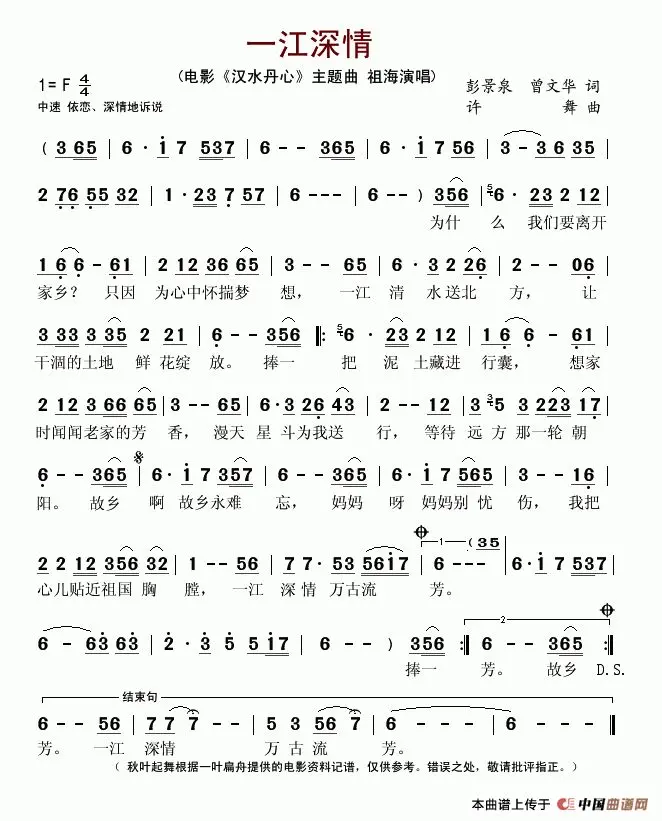 一江深情
(电影《汉水丹心》主题曲 祖海演唱)
1=F 4/4
彭景泉 曾文华 词
中速 依恋、深情地诉说
许 舞 曲
( 3 65 | 6 · i 7 537 | 6 - - 365 | 6 · i 7 56 | 3 - 3 6 35 |
2 76 55 32 | 1 · 23 7 57 | 6 - - - | 6 - ) 356 | 5 6 · 23 2 12 |
为什 么 我们要离开
1 6 6 - 61 | 2 12 36 65 | 3 - - 65 | 6 · 3 2 26 | 2 - - 06 |
家乡? 只因 为心中怀揣梦 想, 一江 清 水送北 方, 让
33 33 3 35 2 21 | 6 - - 356 ‖: 5 6 · 23 2 12 | 1 6 6 - 61 |
干涸的土地 鲜 花绽 放。 捧一 把 泥 土藏进 行囊, 想家
2 12 3 66 65 | 3 - - 65 | 6 · 3 26 43 | 2 - - 3 35 | 3 223 17 |
时闻闻老家的芳 香, 漫天 星 斗为我送 行, 等待 远 方 那一轮 朝
6 - - 365 | 6 · i 7 357 | 6 - - 365 | 6 · i 7 565 | 3 - - 16 |
阳。 故乡 啊 故乡永难 忘, 妈妈 呀 妈妈别 忧 伤, 我把
2 2 12 356 32 | 1 - - 56 | 7 7 · 53 56i7 | 6 - - (35 | 6 · i 7 537 |
1
心儿贴近祖国 胸 膛, 一江 深 情 万古流 芳。
6 - 63 63 | 2 · 3 5 5i7 | 6 - - ) 356 :‖ 6 - - 365 :‖
2
捧一 芳。 故乡 D.S.
结束句
6 - - 56 | 77 7 - - | 5 3 356 7 | 6 - - - | 6 - - - ‖
芳。 一江 深情 万 古 流 芳。
( 秋叶起舞根据一叶扁舟提供的电影资料记谱，仅供参考。错误之处，敬请批评指正。)
本曲谱上传于 中国曲谱网